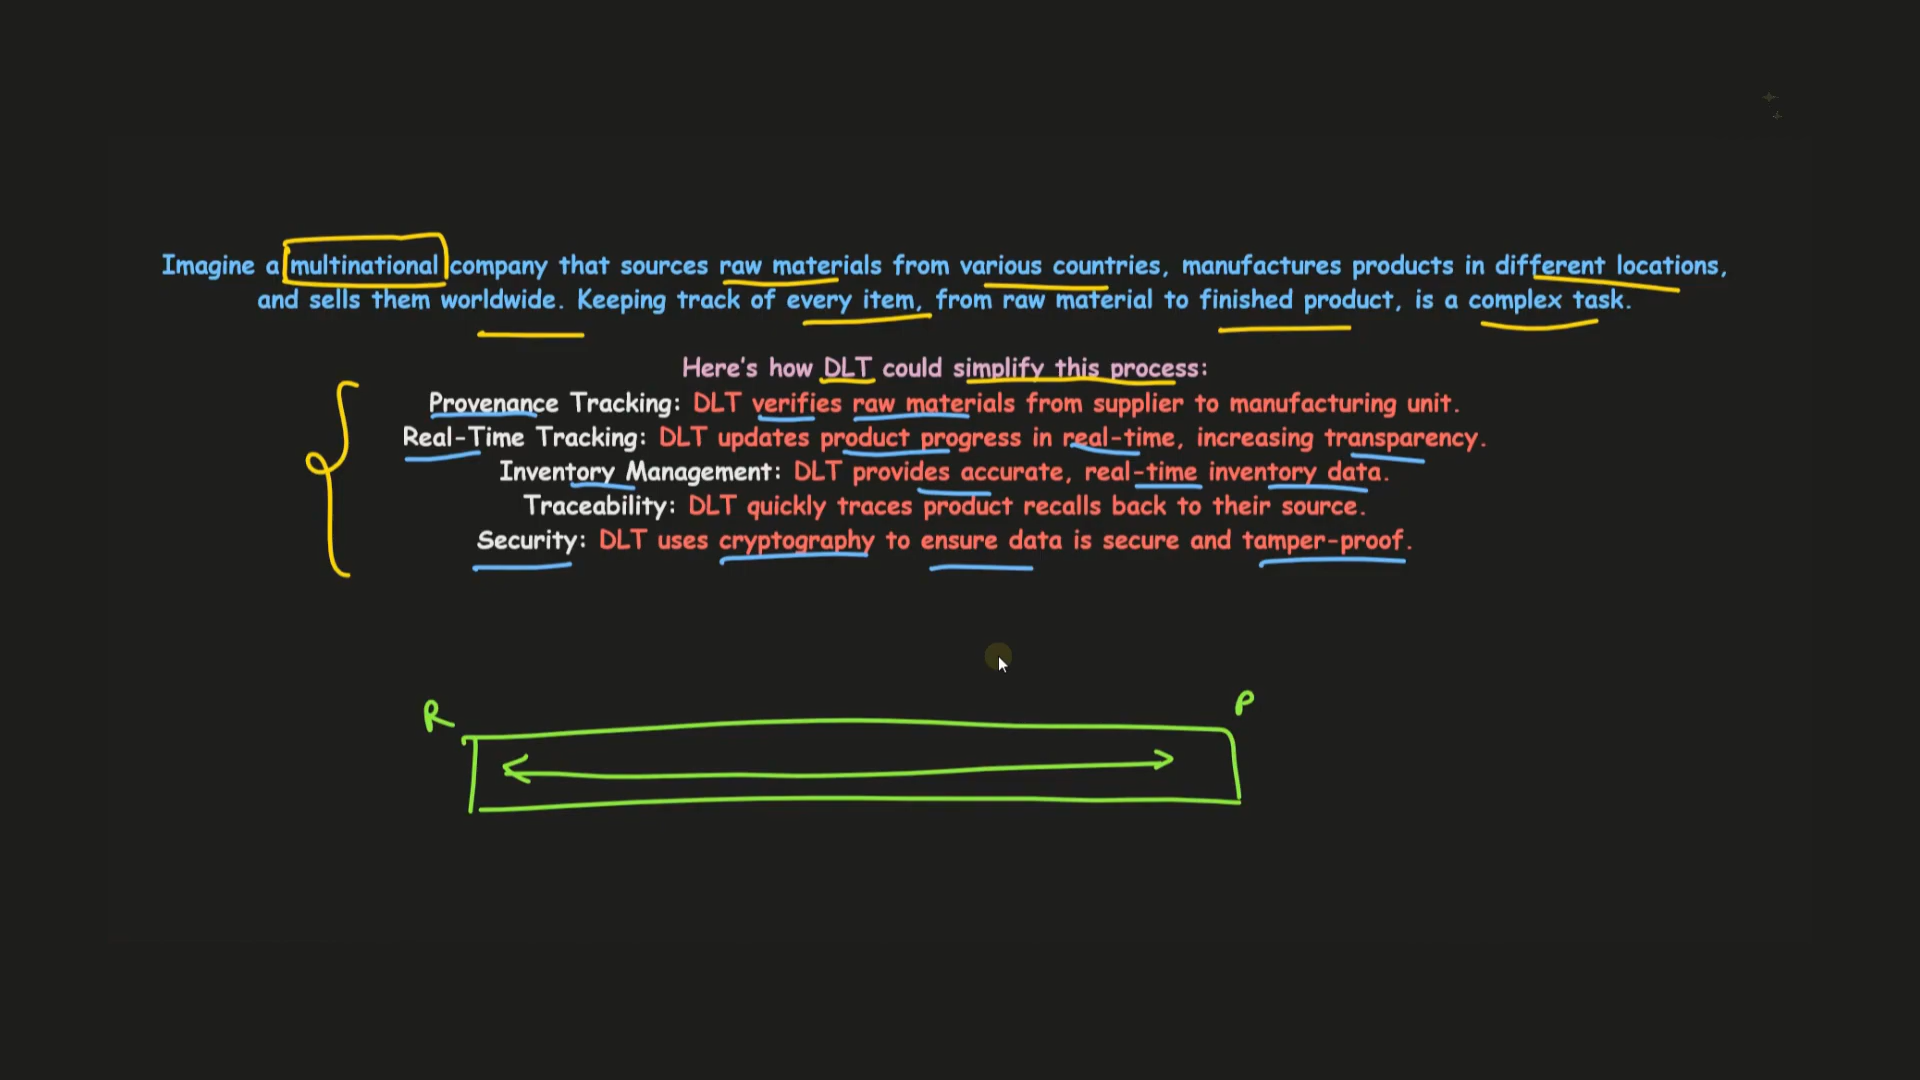 Imagine a multinational company that sources raw materials from various countries, manufactures products in different locations,
and sells them worldwide. Keeping track of every item, from raw material to finished product, is a complex task.
Here's how DLT could simplify this process:
Provenance Tracking: DLT verifies raw materials from supplier to manufacturing unit.
Real-Time Tracking: DLT updates product progress in real-time, increasing transparency.
Inventory Management: DLT provides accurate, real-time inventory data.
Traceability: DLT quickly traces product recalls back to their source.
Security: DLT uses cryptography to ensure data is secure and tamper-proof.
R P